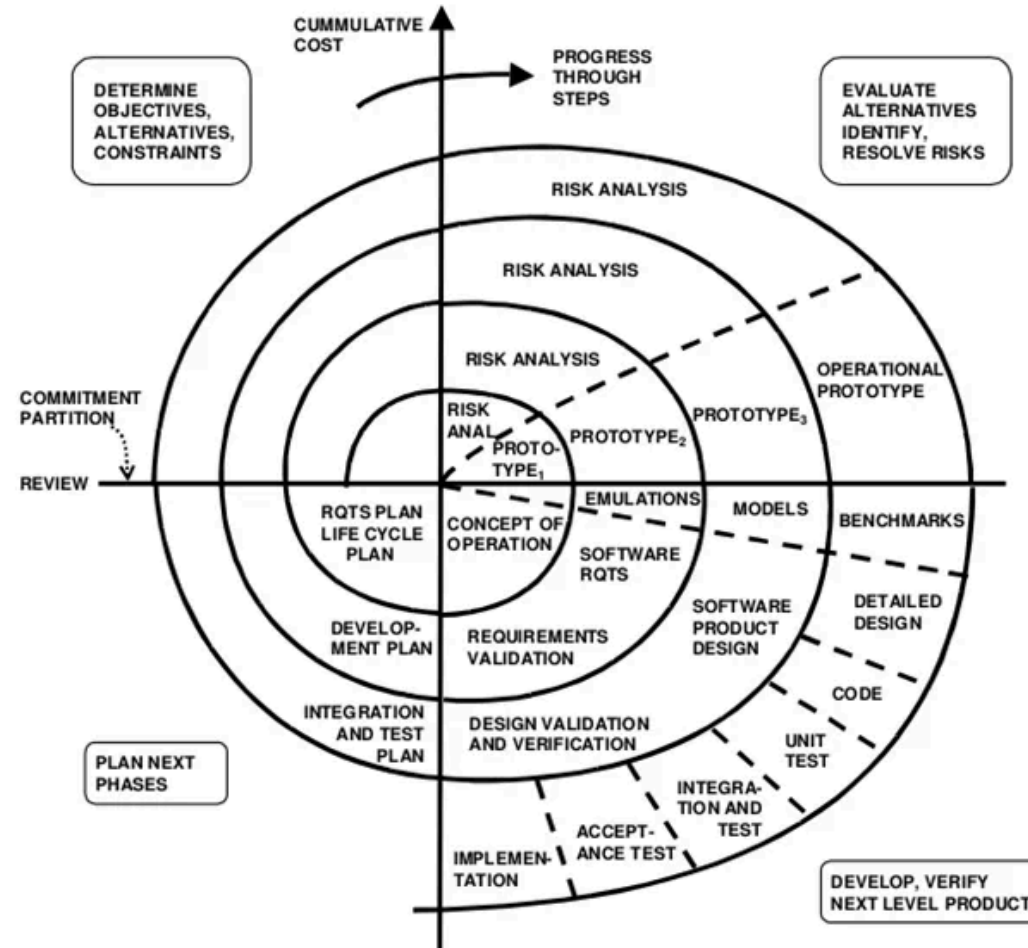 CUMMULATIVE
COST
PROGRESS
THROUGH
STEPS
DETERMINE
OBJECTIVES,
ALTERNATIVES,
CONSTRAINTS
EVALUATE
ALTERNATIVES
IDENTIFY,
RESOLVE RISKS
RISK ANALYSIS
RISK ANALYSIS
RISK ANALYSIS
RISK
ANAL.
PROTO-
TYPE1
PROTOTYPE2
PROTOTYPE3
OPERATIONAL
PROTOTYPE
COMMITMENT
PARTITION
REVIEW
EMULATIONS
MODELS
BENCHMARKS
RQTS PLAN
LIFE CYCLE
PLAN
CONCEPT OF
OPERATION
SOFTWARE
RQTS
SOFTWARE
PRODUCT
DESIGN
DETAILED
DESIGN
DEVELOP-
MENT PLAN
REQUIREMENTS
VALIDATION
CODE
INTEGRATION
AND TEST
PLAN
DESIGN VALIDATION
AND VERIFICATION
UNIT
TEST
PLAN NEXT
PHASES
INTEGRA-
TION AND
TEST
ACCEPT-
ANCE TEST
IMPLEMEN-
TATION
DEVELOP, VERIFY
NEXT LEVEL PRODUCT